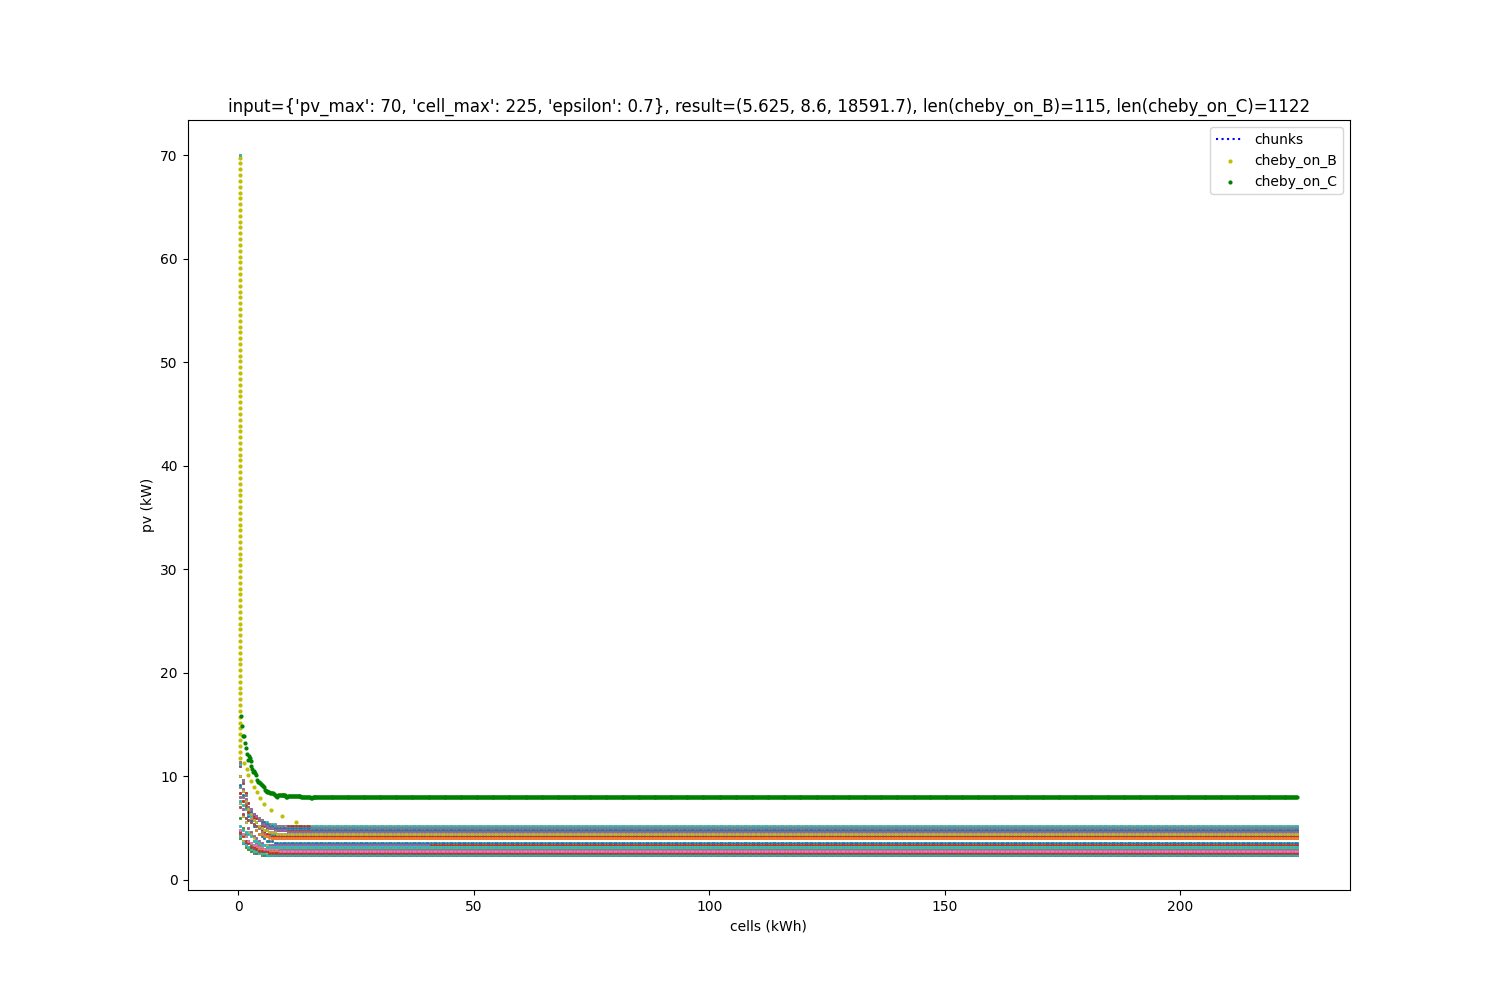 input={'pv_max': 70, 'cell_max': 225, 'epsilon': 0.7}, result=(5.625, 8.6, 18591.7), len(cheby_on_B)=115, len(cheby_on_C)=1122
chunks
cheby_on_B
cheby_on_C
70
60
50
40
30
20
10
0
pv (kW)
0
50
100
150
200
cells (kWh)